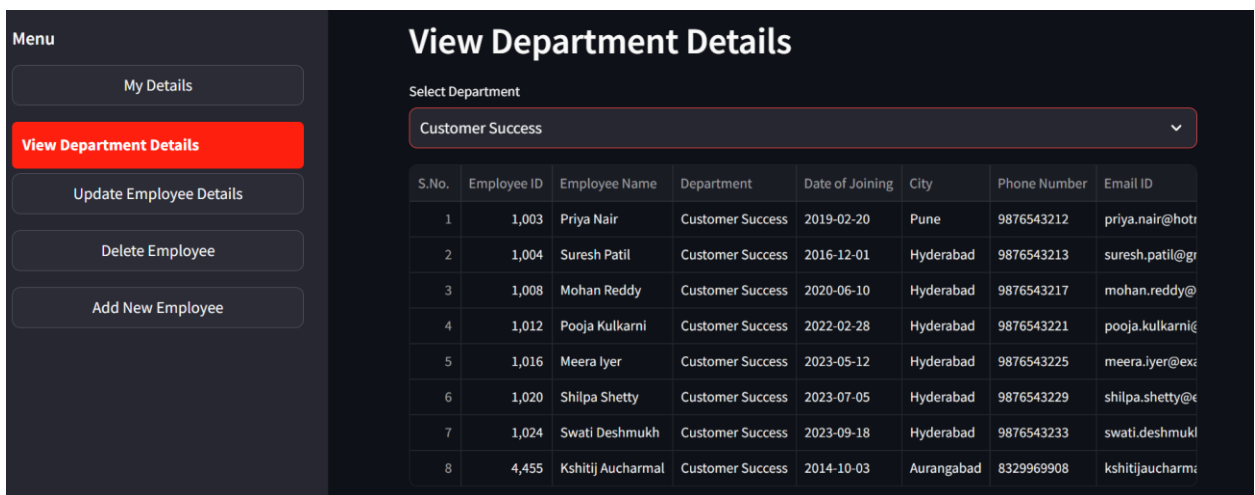 Menu
My Details
View Department Details
Update Employee Details
Delete Employee
Add New Employee
View Department Details
Select Department
Customer Success
S.No. Employee ID Employee Name Department Date of Joining City Phone Number Email ID
1 1,003 Priya Nair Customer Success 2019-02-20 Pune 9876543212 priya.nair@hotr
2 1,004 Suresh Patil Customer Success 2016-12-01 Hyderabad 9876543213 suresh.patil@gr
3 1,008 Mohan Reddy Customer Success 2020-06-10 Hyderabad 9876543217 mohan.reddy@
4 1,012 Pooja Kulkarni Customer Success 2022-02-28 Hyderabad 9876543221 pooja.kulkarni@
5 1,016 Meera Iyer Customer Success 2023-05-12 Hyderabad 9876543225 meera.iyer@exa
6 1,020 Shilpa Shetty Customer Success 2023-07-05 Hyderabad 9876543229 shilpa.shetty@e
7 1,024 Swati Deshmukh Customer Success 2023-09-18 Hyderabad 9876543233 swati.deshmukl
8 4,455 Kshitij Aucharmal Customer Success 2014-10-03 Aurangabad 8329969908 kshitijaucharma